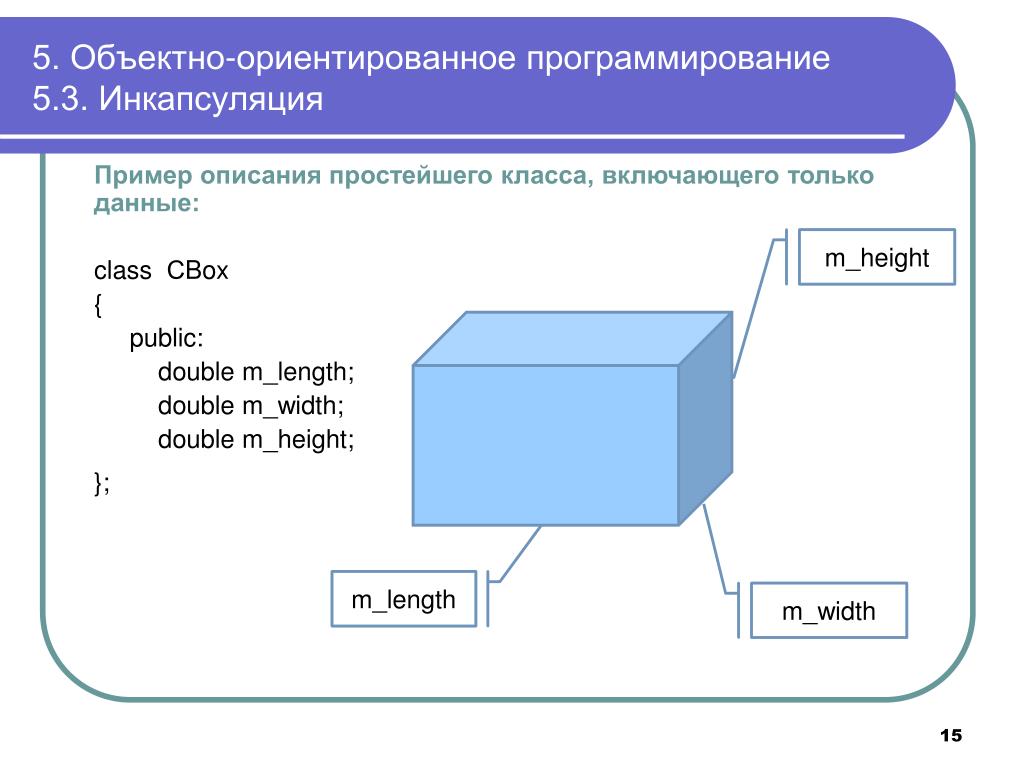 5. Объектно-ориентированное программирование
5.3. Инкапсуляция
Пример описания простейшего класса, включающего только
данные:
class  CBox
{
public:
double m_length;
double m_width;
double m_height;
};
m_height
m_length
m_width
15